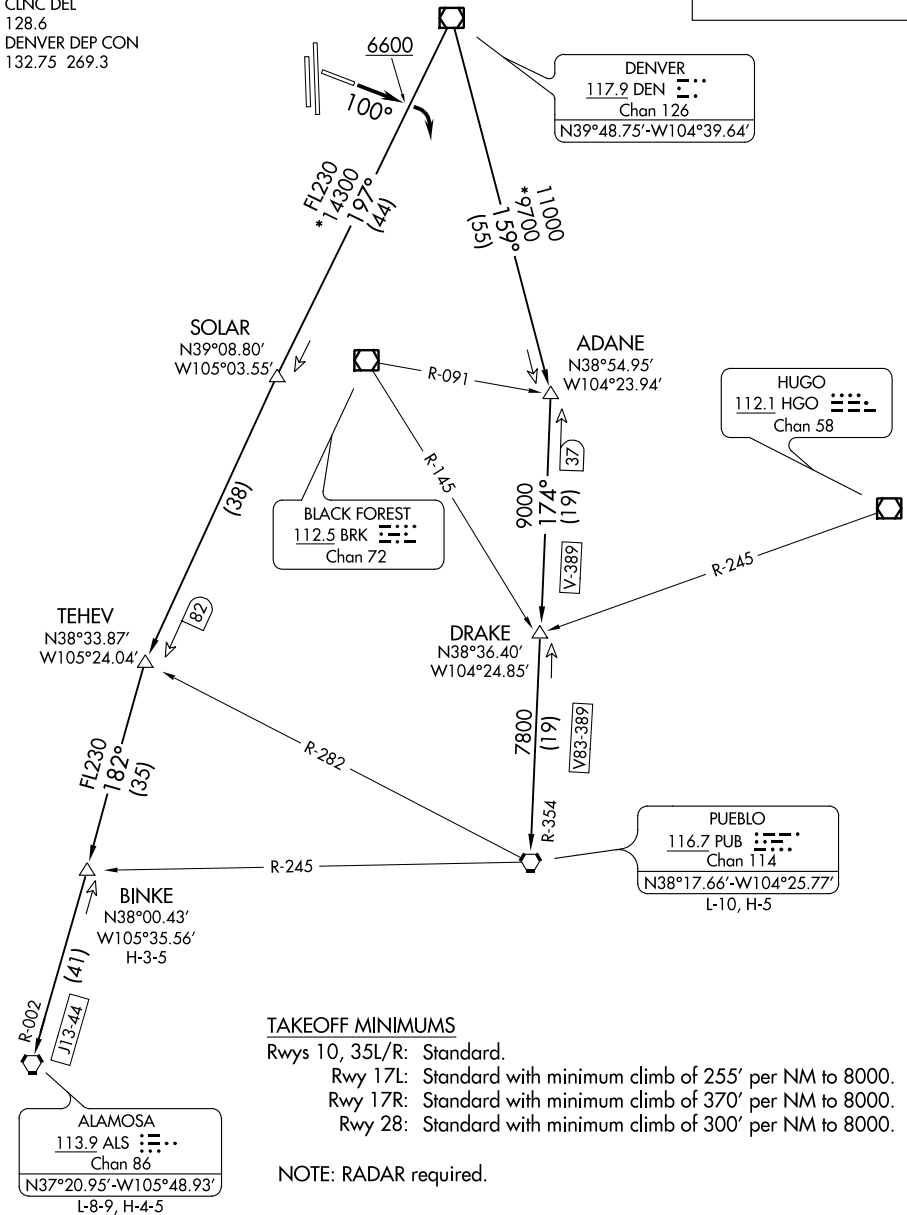 CLNC DEL
128.6
DENVER DEP CON
132.75 269.3
6600
100°
DENVER
117.9 DEN
Chan 126
N39°48.75'-W104°39.64'
FL230
*14300
197°
(44)
11000
*9700
159°
(55)
SOLAR
N39°08.80'
W105°03.55'
ADANE
N38°54.95'
W104°23.94'
R-091
HUGO
112.1 HGO
Chan 58
R-145
37
(38)
9000
174°
(19)
BLACK FOREST
112.5 BRK
Chan 72
V-389
R-245
82
TEHEV
N38°33.87'
W105°24.04'
DRAKE
N38°36.40'
W104°24.85'
7800
(19)
V83-389
R-282
FL230
182°
(35)
R-354
PUEBLO
116.7 PUB
Chan 114
N38°17.66'-W104°25.77'
L-10, H-5
R-245
BINKE
N38°00.43'
W105°35.56'
H-3-5
(41)
R-002
J13-44
TAKEOFF MINIMUMS
Rwys 10, 35L/R: Standard.
Rwy 17L: Standard with minimum climb of 255' per NM to 8000.
Rwy 17R: Standard with minimum climb of 370' per NM to 8000.
Rwy 28: Standard with minimum climb of 300' per NM to 8000.
ALAMOSA
113.9 ALS
Chan 86
N37°20.95'-W105°48.93'
L-8-9, H-4-5
NOTE: RADAR required.